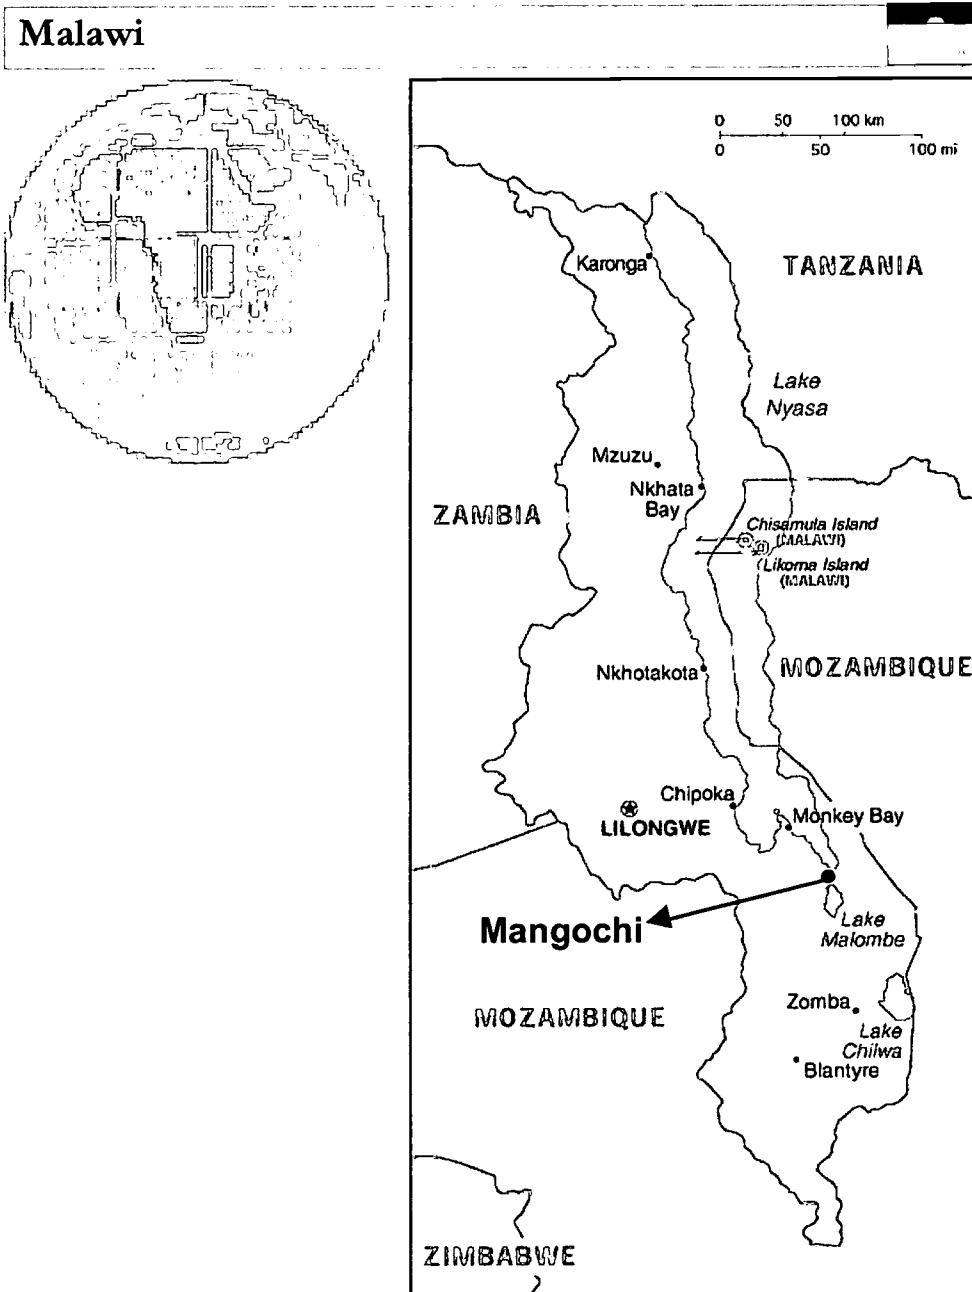 Malawi
0 50 100 km
0 50 100 mi
Karonga
TANZANIA
Lake
Nyasa
Mzuzu
Nkhata
Bay
ZAMBIA
Chisamula Island
(MALAWI)
Likoma Island
(MALAWI)
Nkhotakota
MOZAMBIQUE
Chipoka
Monkey Bay
LILONGWE
Mangochi
Lake
Malombe
Zomba
MOZAMBIQUE
Lake
Chilwa
Blantyre
ZIMBABWE